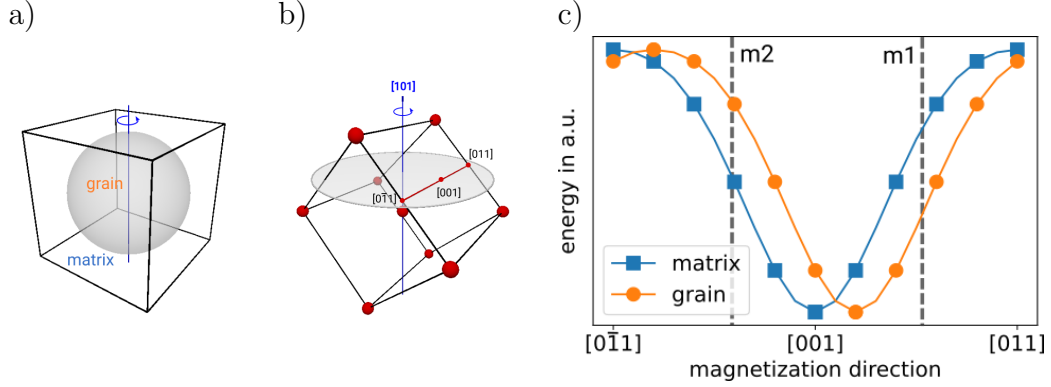 a)
grain
matrix
b)
[101]
[011]
[001]
[01̄1]
c)
energy in a.u.
m2
m1
matrix
grain
[01̄1]
[001]
[011]
magnetization direction